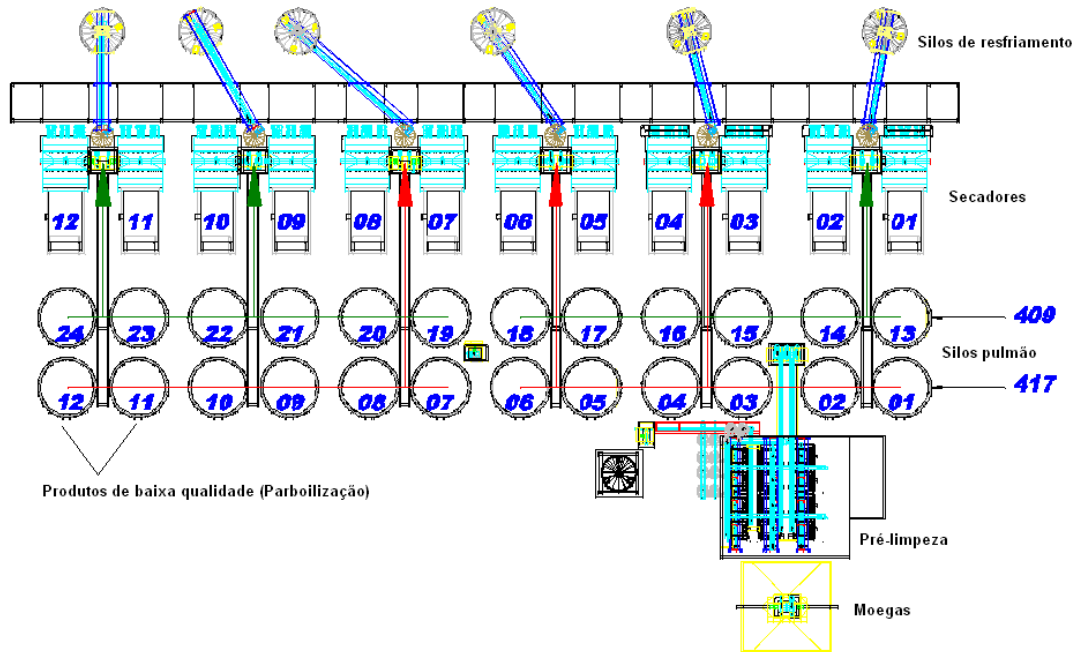 Silos de resfriamento
Secadores
12 11 10 09 08 07 06 05 04 03 02 01
24 23 22 21 20 19 18 17 16 15 14 13 409
Silos pulmão
12 11 10 09 08 07 06 05 04 03 02 01 417
Produtos de baixa qualidade (Parboilização)
Pré-limpeza
Moegas